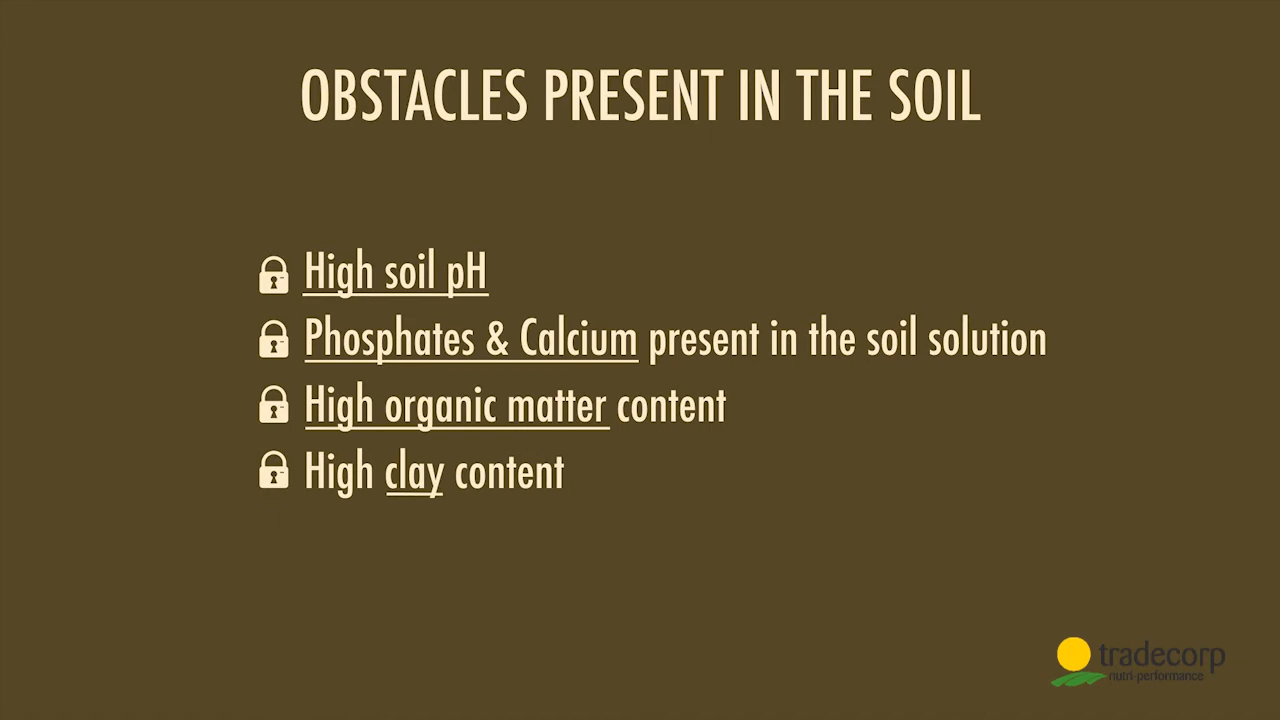 OBSTACLES PRESENT IN THE SOIL
High soil pH
Phosphates & Calcium present in the soil solution
High organic matter content
High clay content
tradecorp
nutri-performance